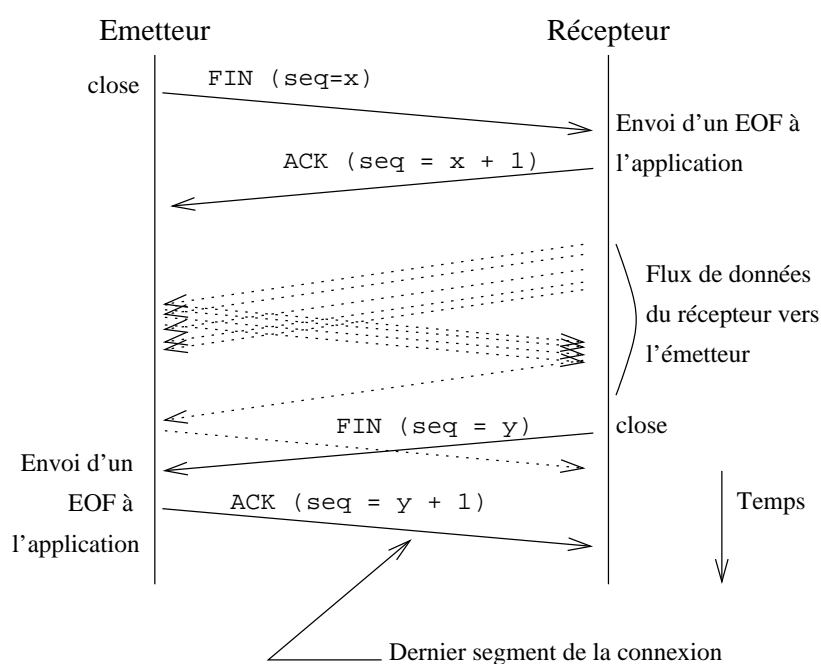 Emetteur
Récepteur
close
FIN (seq=x)
Envoi d'un EOF à
l'application
ACK (seq = x + 1)
Flux de données
du récepteur vers
l'émetteur
FIN (seq = y)
close
Envoi d'un
EOF à
l'application
ACK (seq = y + 1)
Temps
Dernier segment de la connexion